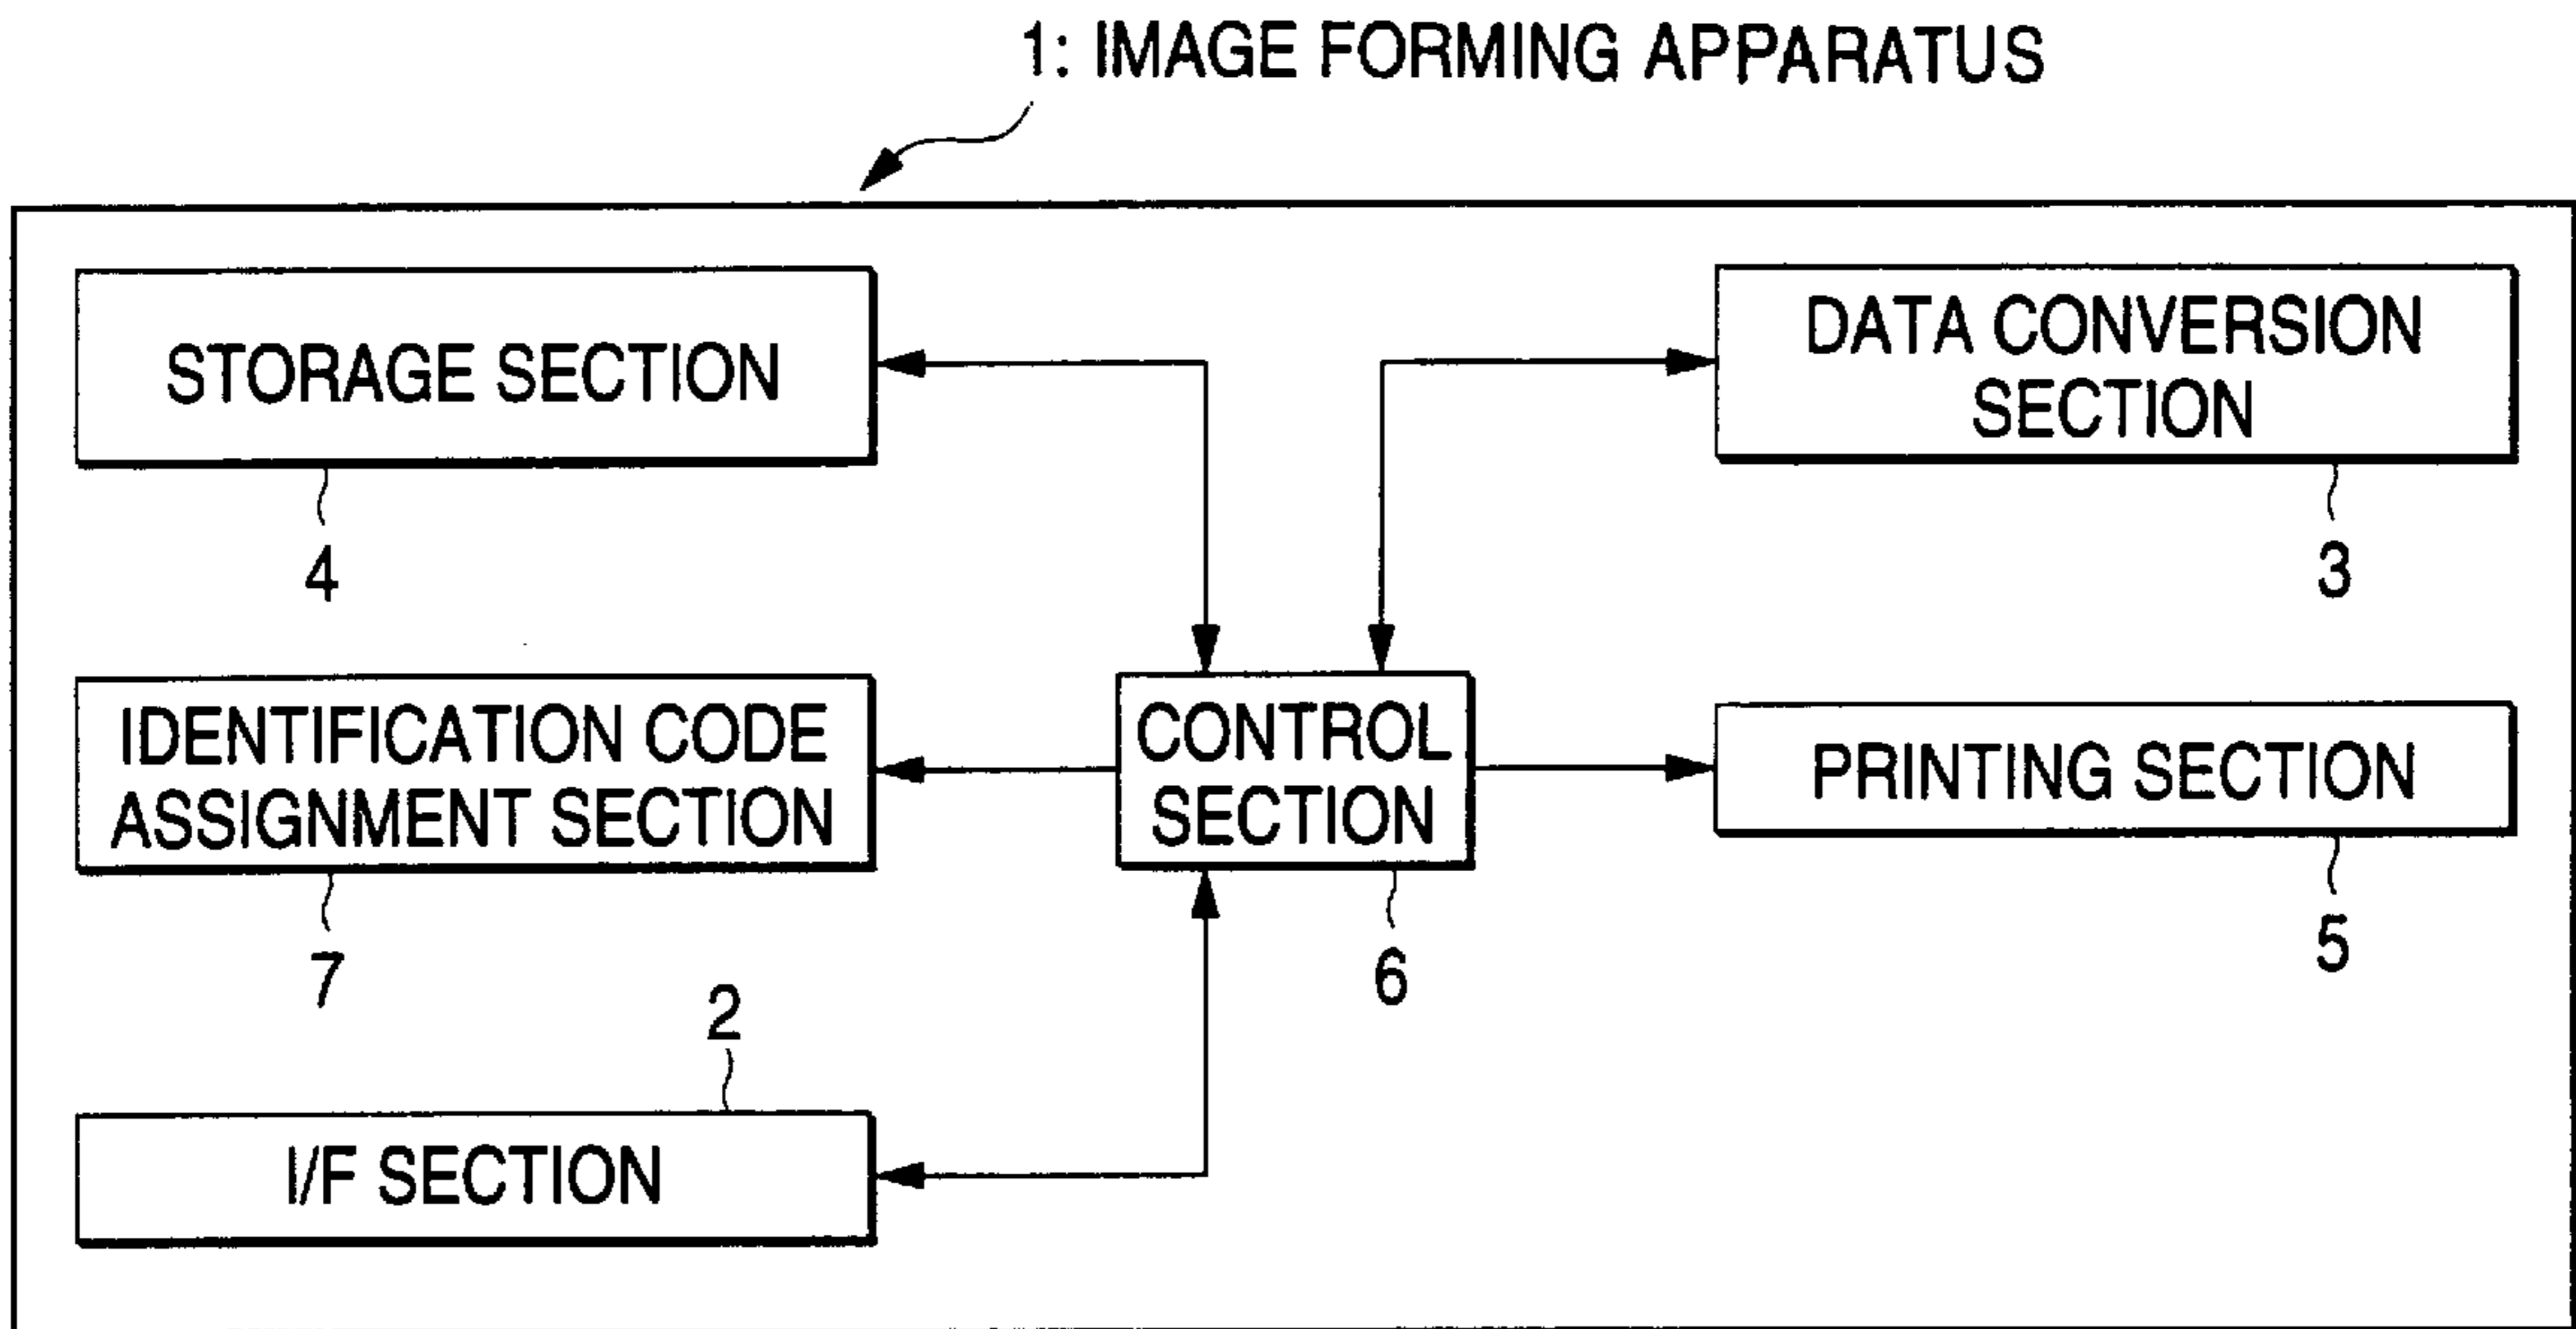 1: IMAGE FORMING APPARATUS
STORAGE SECTION
4
DATA CONVERSION
SECTION
3
IDENTIFICATION CODE
ASSIGNMENT SECTION
7
CONTROL
SECTION
6
PRINTING SECTION
5
2
I/F SECTION